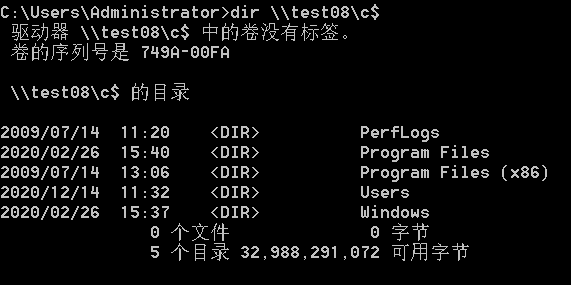 C:\Users\Administrator>dir \\test08\c$
驱动器 \\test08\c$ 中的卷没有标签。
卷的序列号是 749A-00FA
\\test08\c$ 的目录
2009/07/14  11:20    <DIR>          PerfLogs
2020/02/26  15:40    <DIR>          Program Files
2009/07/14  13:06    <DIR>          Program Files (x86)
2020/12/14  11:32    <DIR>          Users
2020/02/26  15:37    <DIR>          Windows
0 个文件              0 字节
5 个目录 32,988,291,072 可用字节